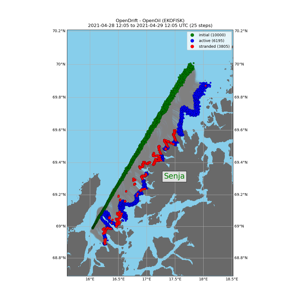 OpenDrift - OpenOil (EKOFISK)
2021-04-28 12:05 to 2021-04-29 12:05 UTC (25 steps)
70.2°N
initial (10000)
active (6195)
stranded (3805)
70°N
69.8°N
69.6°N
69.4°N
Senja
69.2°N
69°N
68.8°N
16°E
16.5°E
17°E
17.5°E
18°E
18.5°E